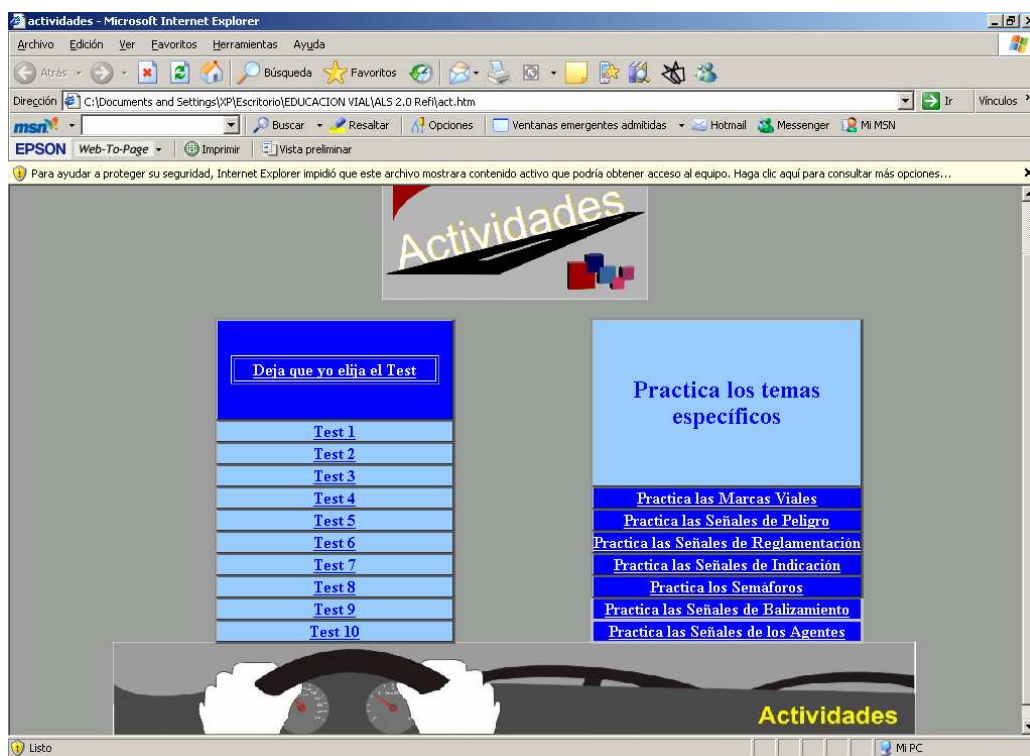 actividades - Microsoft Internet Explorer
Archivo Edición Ver Favoritos Herramientas Ayuda
Atrás Búsqueda Favoritos
Dirección C:\Documents and Settings\XP\Escritorio\EDUCACION VIAL\ALS 2.0 Refi\act.htm Ir Vínculos
msn Buscar Resaltar Opciones Ventanas emergentes admitidas Hotmail Messenger Mi MSN
EPSON Web-To-Page Imprimir Vista preliminar
Para ayudar a proteger su seguridad, Internet Explorer impidió que este archivo mostrara contenido activo que podría obtener acceso al equipo. Haga clic aquí para consultar más opciones...
Actividades
Deja que yo elija el Test
Test 1
Test 2
Test 3
Test 4
Test 5
Test 6
Test 7
Test 8
Test 9
Test 10
Practica los temas
específicos
Practica las Marcas Viales
Practica las Señales de Peligro
Practica las Señales de Reglamentación
Practica las Señales de Indicación
Practica los Semáforos
Practica las Señales de Balizamiento
Practica las Señales de los Agentes
Actividades
Listo Mi PC